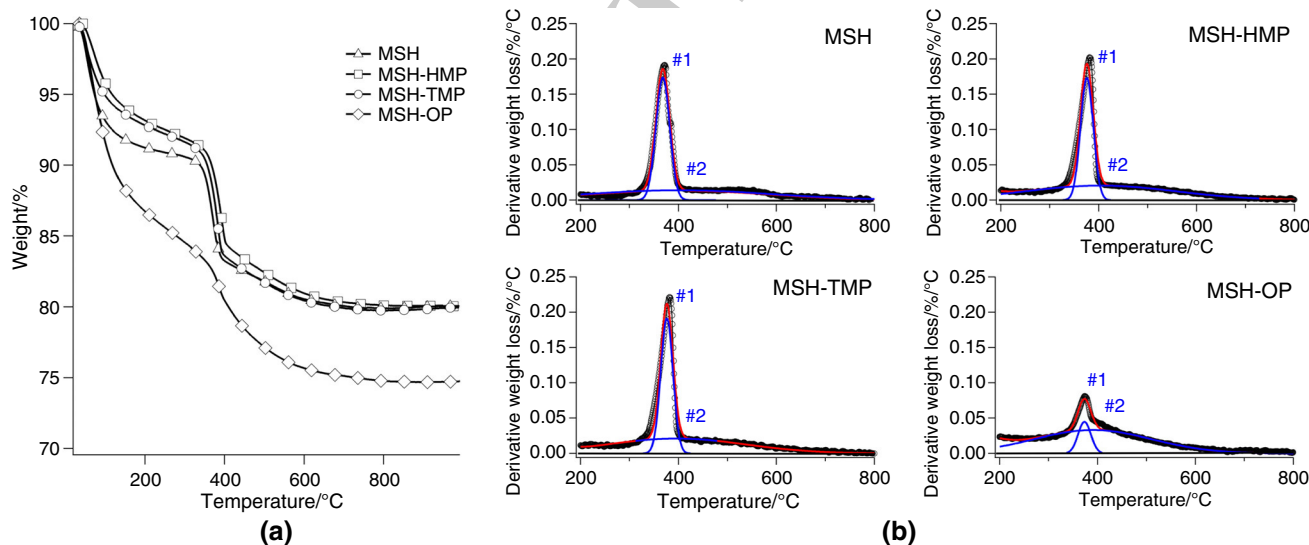 100
95
90
85
80
75
70
Weight/%
MSH
MSH-HMP
MSH-TMP
MSH-OP
200 400 600 800
Temperature/°C
(a)
0.25
0.20
0.15
0.10
0.05
0.00
Derivative weight loss/%/°C
MSH
#1
#2
200 400 600 800
Temperature/°C
0.25
0.20
0.15
0.10
0.05
0.00
Derivative weight loss/%/°C
MSH-HMP
#1
#2
200 400 600 800
Temperature/°C
0.25
0.20
0.15
0.10
0.05
0.00
Derivative weight loss/%/°C
MSH-TMP
#1
#2
200 400 600 800
Temperature/°C
0.25
0.20
0.15
0.10
0.05
0.00
Derivative weight loss/%/°C
MSH-OP
#1
#2
200 400 600 800
Temperature/°C
(b)